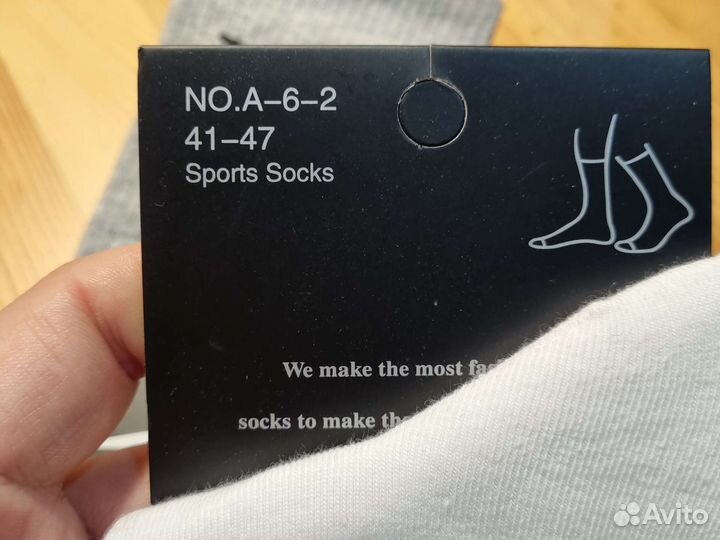 NO.A–6–2
41–47
Sports Socks
We make the most
socks to make
Avito